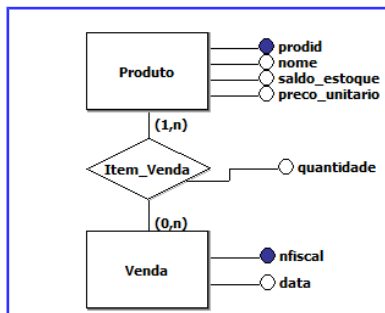 prodid
nome
Produto
saldo_estoque
preco_unitario
(1,n)
Item_Venda
quantidade
(0,n)
nfiscal
Venda
data